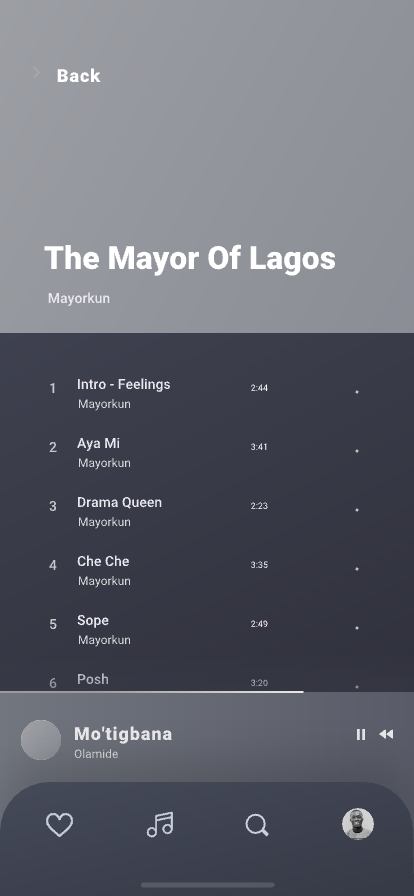 Back
The Mayor Of Lagos
Mayorkun
1 Intro - Feelings 2:44
Mayorkun
2 Aya Mi 3:41
Mayorkun
3 Drama Queen 2:23
Mayorkun
4 Che Che 3:35
Mayorkun
5 Sope 2:49
Mayorkun
6 Posh 3:20
Mo'tigbana
Olamide